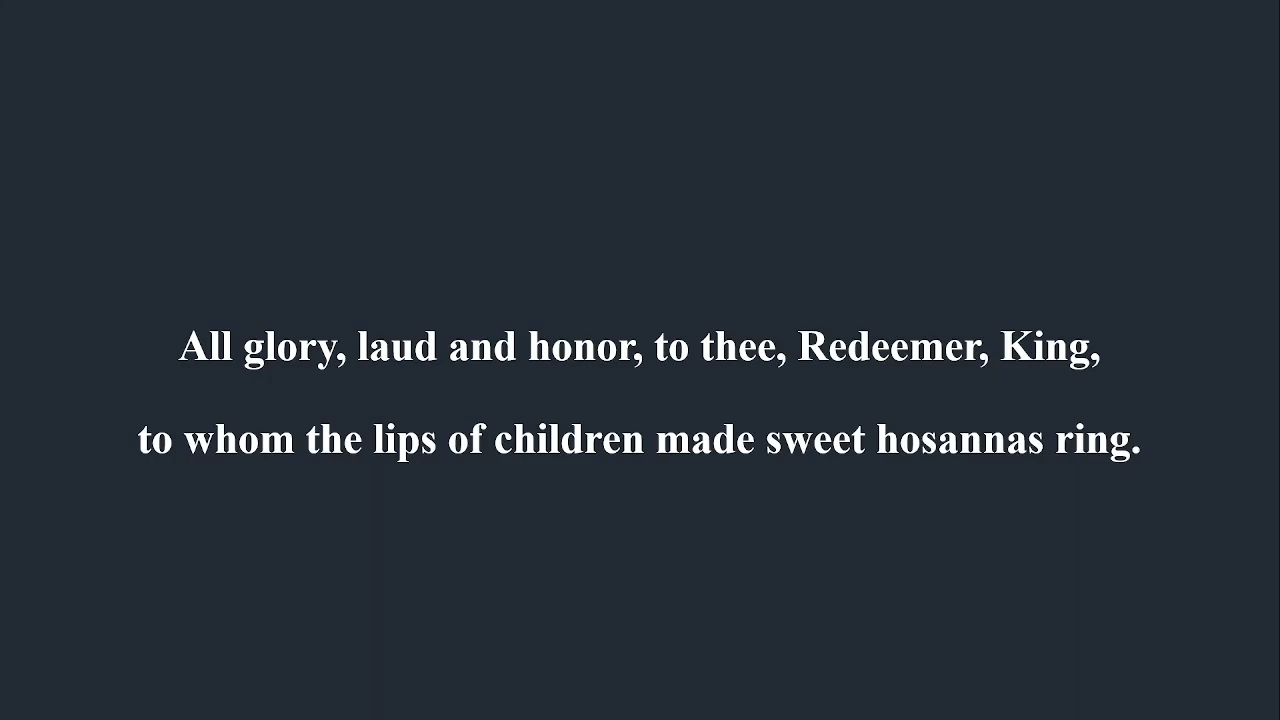 All glory, laud and honor, to thee, Redeemer, King,
to whom the lips of children made sweet hosannas ring.